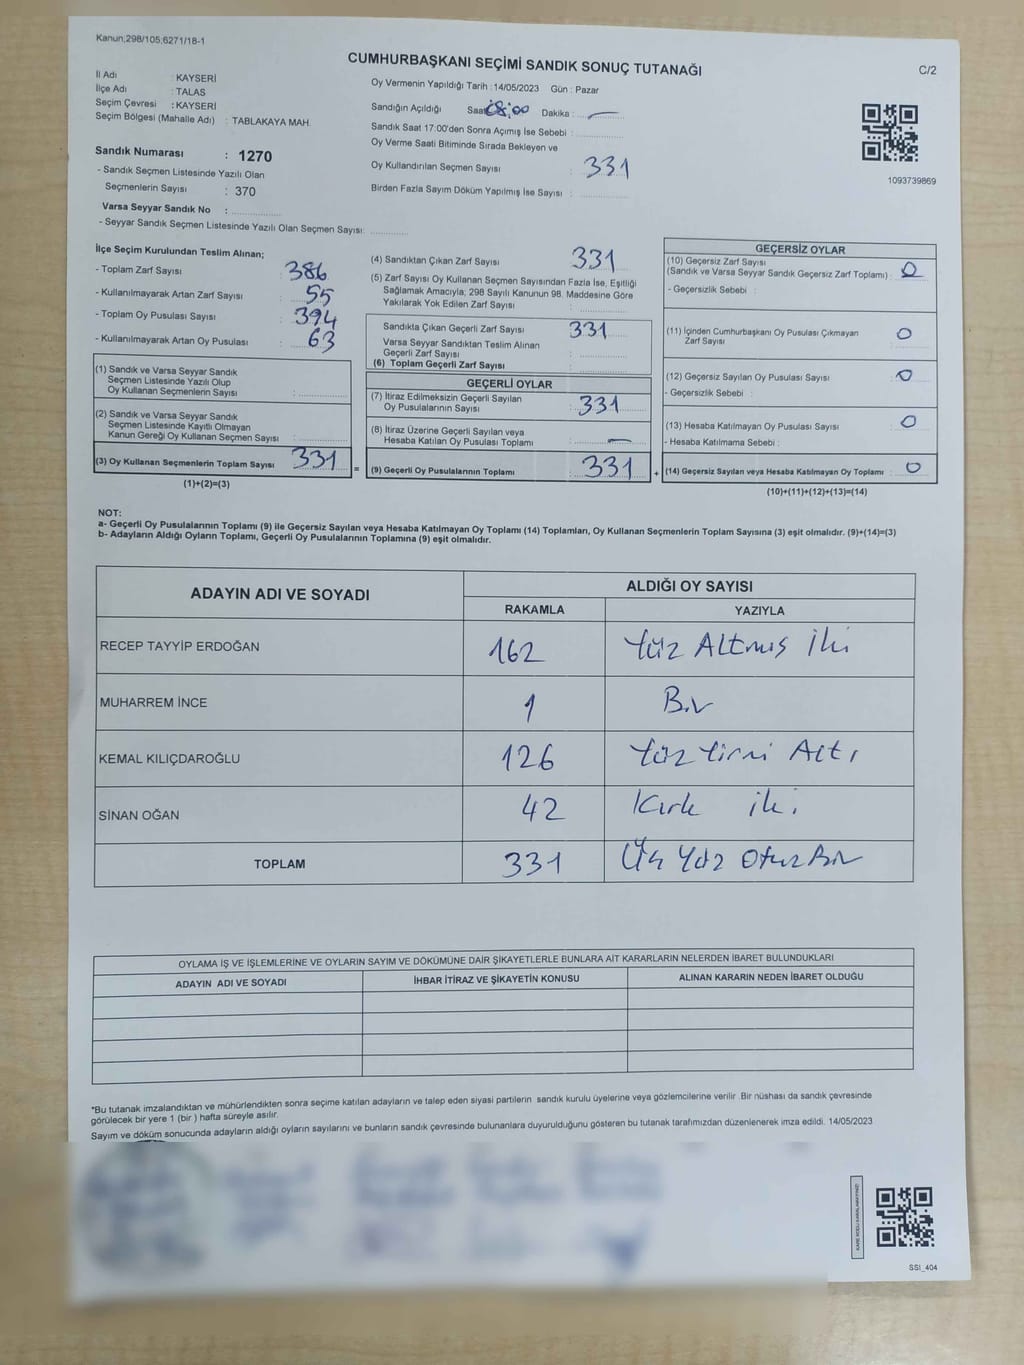 Kanun;298/105;6271/18-1
CUMHURBAŞKANI SEÇİMİ SANDIK SONUÇ TUTANAĞI
C/2
İl Adı : KAYSERİ
İlçe Adı : TALAS
Seçim Çevresi : KAYSERİ
Seçim Bölgesi (Mahalle Adı) : TABLAKAYA MAH.
Sandık Numarası : 1270
- Sandık Seçmen Listesinde Yazılı Olan
Seçmenlerin Sayısı : 370
Varsa Seyyar Sandık No :
- Seyyar Sandık Seçmen Listesinde Yazılı Olan Seçmen Sayısı:
Oy Vermenin Yapıldığı Tarih :14/05/2023 Gün : Pazar
Sandığın Açıldığı Saat 08:00 Dakika : —
Sandık Saat 17:00'den Sonra Açımış İse Sebebi :
Oy Verme Saati Bitiminde Sırada Bekleyen ve
Oy Kullandırılan Seçmen Sayısı : 331
Birden Fazla Sayım Döküm Yapılmış İse Sayısı :
1093739869
İlçe Seçim Kurulundan Teslim Alınan;
- Toplam Zarf Sayısı : 386
- Kullanılmayarak Artan Zarf Sayısı : 55
- Toplam Oy Pusulası Sayısı : 394
- Kullanılmayarak Artan Oy Pusulası : 63
(1) Sandık ve Varsa Seyyar Sandık
Seçmen Listesinde Yazılı Olup
Oy Kullanan Seçmenlerin Sayısı :
(2) Sandık ve Varsa Seyyar Sandık
Seçmen Listesinde Kayıtlı Olmayan
Kanun Gereği Oy Kullanan Seçmen Sayısı :
(3) Oy Kullanan Seçmenlerin Toplam Sayısı : 331
(1)+(2)=(3)
(4) Sandıktan Çıkan Zarf Sayısı : 331
(5) Zarf Sayısı Oy Kullanan Seçmen Sayısından Fazla İse, Eşitliği
Sağlamak Amacıyla; 298 Sayılı Kanunun 98. Maddesine Göre
Yakılarak Yok Edilen Zarf Sayısı :
Sandıkla Çıkan Geçerli Zarf Sayısı : 331
Varsa Seyyar Sandıktan Teslim Alınan
Geçerli Zarf Sayısı :
(6) Toplam Geçerli Zarf Sayısı :
GEÇERLİ OYLAR
(7) İtiraz Edilmeksizin Geçerli Sayılan
Oy Pusulalarının Sayısı : 331
(8) İtiraz Üzerine Geçerli Sayılan veya
Hesaba Katılan Oy Pusulası Toplamı : —
= (9) Geçerli Oy Pusulalarının Toplamı : 331 +
GEÇERSİZ OYLAR
(10) Geçersiz Zarf Sayısı
(Sandık ve Varsa Seyyar Sandık Geçersiz Zarf Toplamı) : 0
- Geçersizlik Sebebi :
(11) İçinden Cumhurbaşkanı Oy Pusulası Çıkmayan
Zarf Sayısı : 0
(12) Geçersiz Sayılan Oy Pusulası Sayısı : 0
- Geçersizlik Sebebi :
(13) Hesaba Katılmayan Oy Pusulası Sayısı : 0
- Hesaba Katılmama Sebebi :
(14) Geçersiz Sayılan veya Hesaba Katılmayan Oy Toplamı : 0
(10)+(11)+(12)+(13)=(14)
NOT:
a- Geçerli Oy Pusulalarının Toplamı (9) ile Geçersiz Sayılan veya Hesaba Katılmayan Oy Toplamı (14) Toplamları, Oy Kullanan Seçmenlerin Toplam Sayısına (3) eşit olmalıdır. (9)+(14)=(3)
b- Adayların Aldığı Oyların Toplamı, Geçerli Oy Pusulalarının Toplamına (9) eşit olmalıdır.
ADAYIN ADI VE SOYADI
ALDIĞI OY SAYISI
RAKAMLA YAZIYLA
RECEP TAYYİP ERDOĞAN 162 Yüz Altmış İki
MUHARREM İNCE 1 Bir
KEMAL KILIÇDAROĞLU 126 Yüz Yirmi Altı
SİNAN OĞAN 42 Kırk iki
TOPLAM 331 Üç Yüz Otuz Bir
OYLAMA İŞ VE İŞLEMLERİNE VE OYLARIN SAYIM VE DÖKÜMÜNE DAİR ŞİKAYETLERLE BUNLARA AİT KARARLARIN NELERDEN İBARET BULUNDUKLARI
ADAYIN ADI VE SOYADI İHBAR İTİRAZ VE ŞİKAYETİN KONUSU ALINAN KARARIN NEDEN İBARET OLDUĞU
*Bu tutanak imzalandıktan ve mühürlendikten sonra seçime katılan adayların ve talep eden siyasi partilerin sandık kurulu üyelerine veya gözlemcilerine verilir .Bir nüshası da sandık çevresinde
görülecek bir yere 1 (bir ) hafta süreyle asılır.
Sayım ve döküm sonucunda adayların aldığı oyların sayılarını ve bunların sandık çevresinde bulunanlara duyurulduğunu gösteren bu tutanak tarafımızdan düzenlenerek imza edildi. 14/05/2023
SSI_404